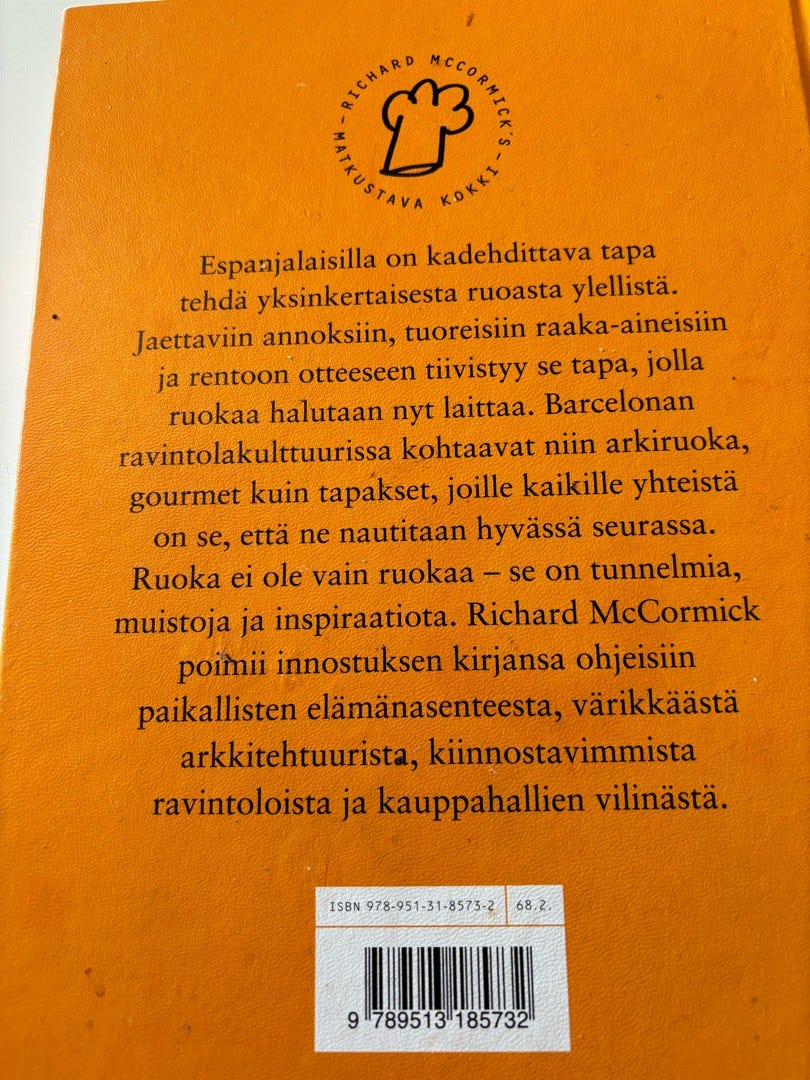 RICHARD MCCORMICK'S
– MATKUSTAVA KOKKI –
Espanjalaisilla on kadehdittava tapa
tehdä yksinkertaisesta ruoasta ylellistä.
Jaettaviin annoksiin, tuoreisiin raaka-aineisiin
ja rentoon otteeseen tiivistyy se tapa, jolla
ruokaa halutaan nyt laittaa. Barcelonan
ravintolakulttuurissa kohtaavat niin arkiruoka,
gourmet kuin tapakset, joille kaikille yhteistä
on se, että ne nautitaan hyvässä seurassa.
Ruoka ei ole vain ruokaa – se on tunnelmia,
muistoja ja inspiraatiota. Richard McCormick
poimii innostuksen kirjansa ohjeisiin
paikallisten elämänasenteesta, värikkäästä
arkkitehtuurista, kiinnostavimmista
ravintoloista ja kauppahallien vilinästä.
ISBN 978-951-31-8573-2 68.2.
9 789513 185732